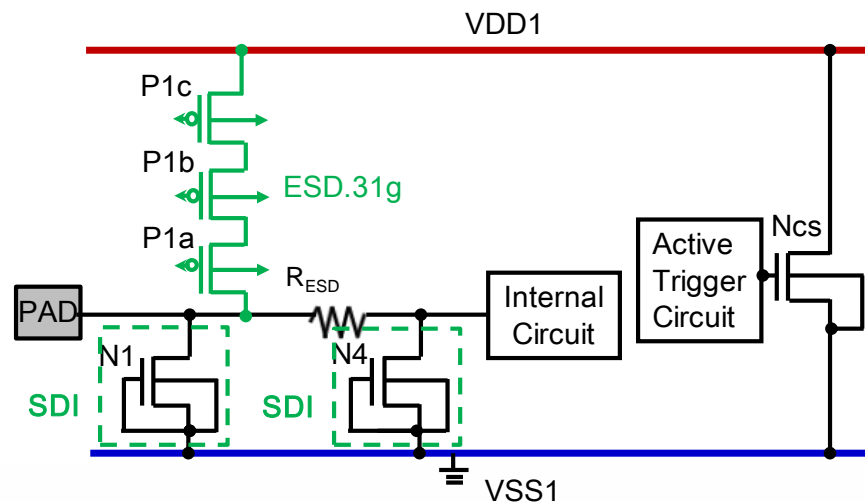 VDD1
P1c
P1b
ESD.31g
P1a
Ncs
Active
Trigger
Circuit
RESD
Internal
Circuit
PAD
N1
N4
SDI
SDI
VSS1